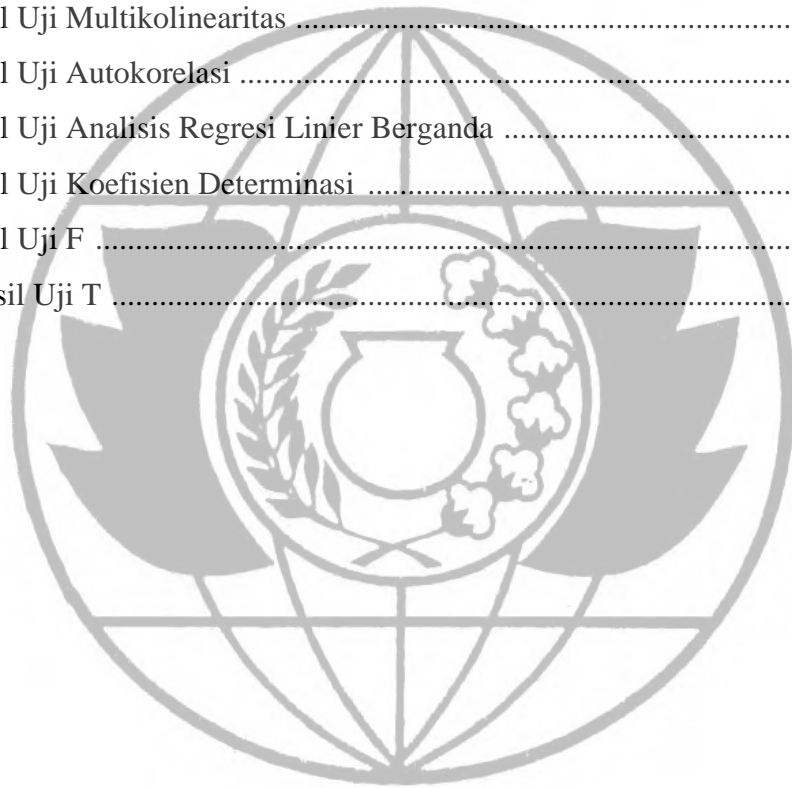 l Uji Multikolinearitas ............................................................
l Uji Autokorelasi ....................................................................
l Uji Analisis Regresi Linier Berganda ...................................
l Uji Koefisien Determinasi ....................................................
l Uji F .......................................................................................
sil Uji T ....................................................................................